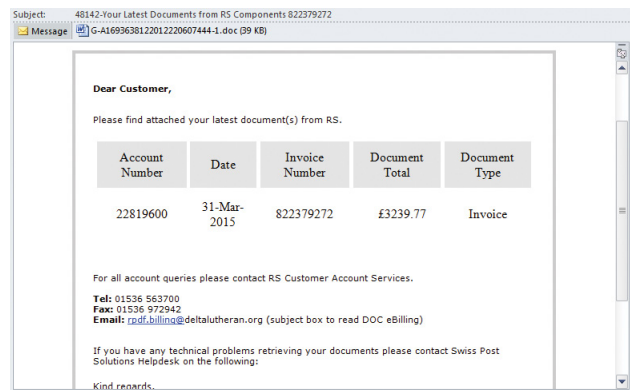 Subject: 48142-Your Latest Documents from RS Components 822379272
Message G-A1693638122012220607444-1.doc (39 KB)
Dear Customer,
Please find attached your latest document(s) from RS.
Account Number Date Invoice Number Document Total Document Type
22819600 31-Mar-2015 822379272 £3239.77 Invoice
For all account queries please contact RS Customer Account Services.
Tel: 01536 563700
Fax: 01536 972942
Email: rpdf.billing@deltalutheran.org (subject box to read DOC eBilling)
If you have any technical problems retrieving your documents please contact Swiss Post
Solutions Helpdesk on the following:
Kind regards,